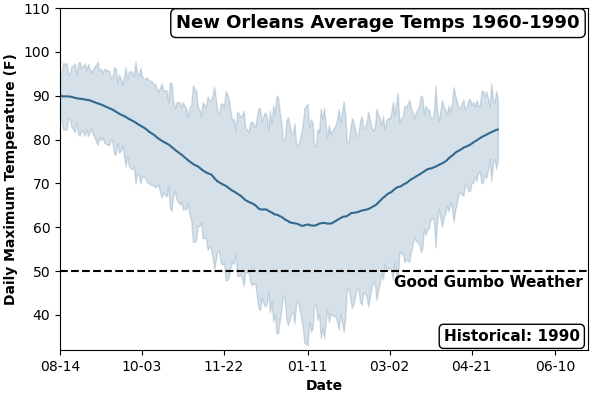 New Orleans Average Temps 1960-1990
Daily Maximum Temperature (F)
110
100
90
80
70
60
50
40
Good Gumbo Weather
Historical: 1990
08-14 10-03 11-22 01-11 03-02 04-21 06-10
Date